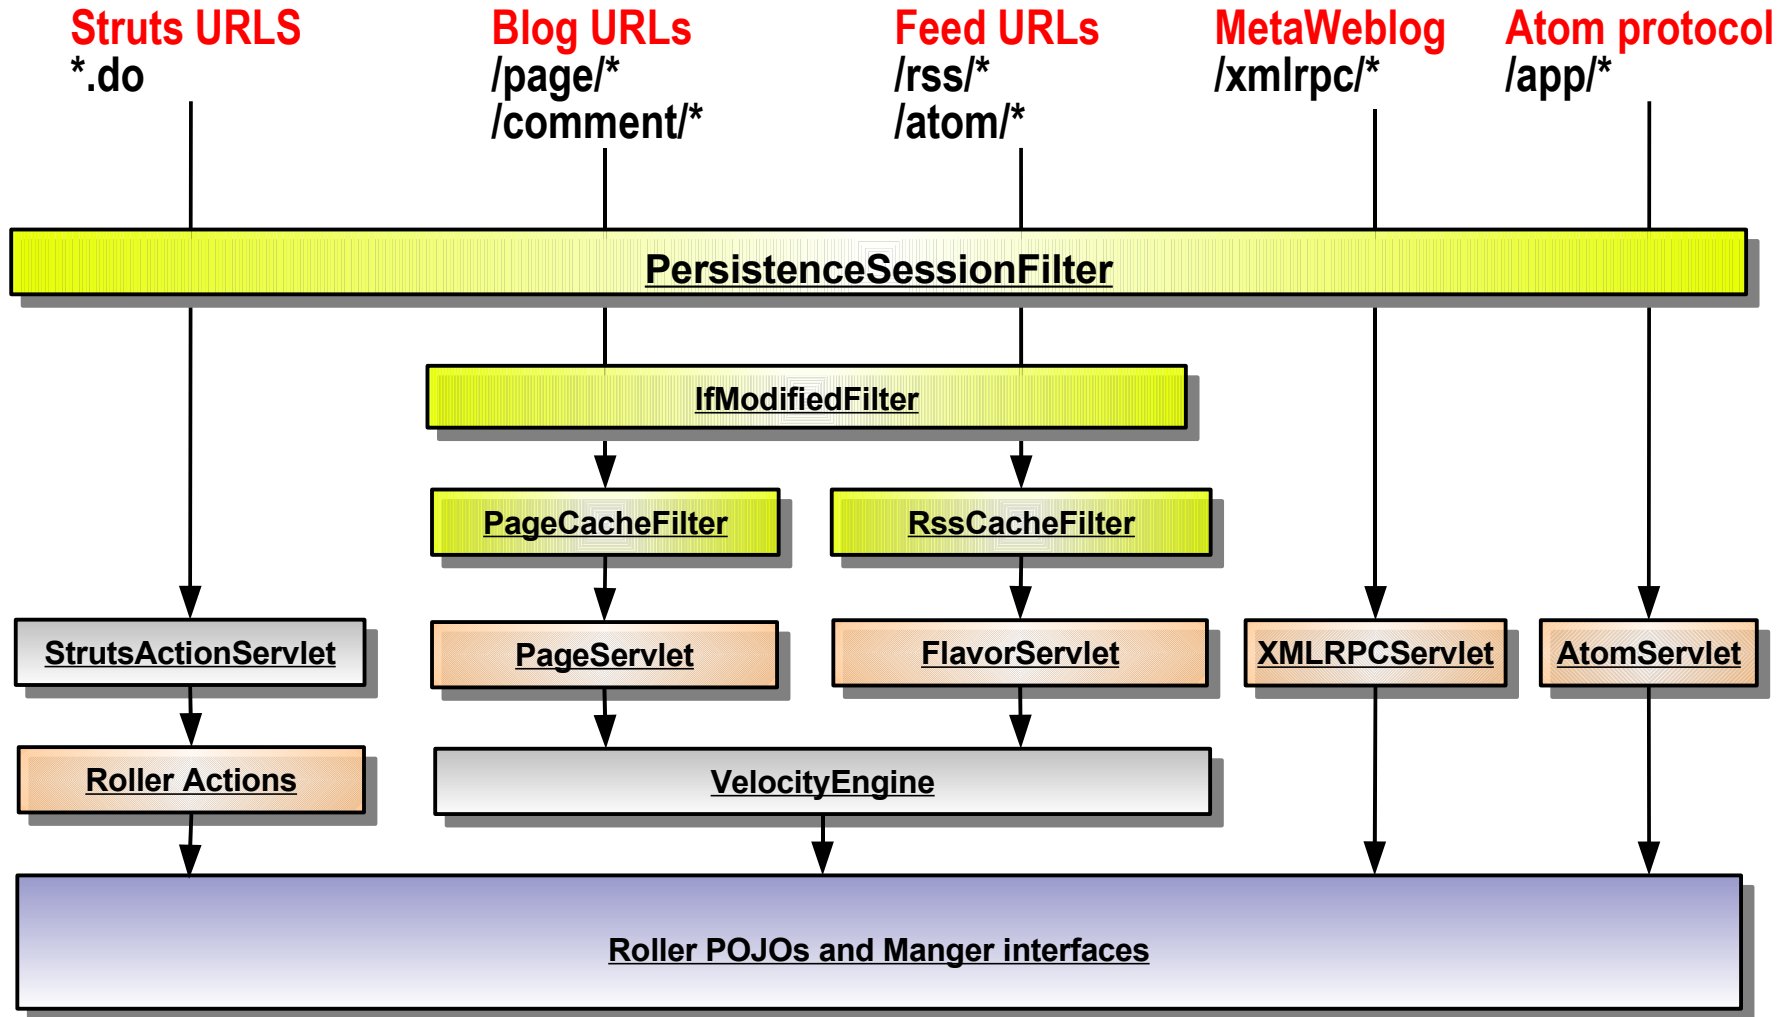 Struts URLS
*.do
Blog URLs
/page/*
/comment/*
Feed URLs
/rss/*
/atom/*
MetaWeblog
/xmlrpc/*
Atom protocol
/app/*
PersistenceSessionFilter
IfModifiedFilter
PageCacheFilter
RssCacheFilter
StrutsActionServlet
PageServlet
FlavorServlet
XMLRPCServlet
AtomServlet
Roller Actions
VelocityEngine
Roller POJOs and Manger interfaces